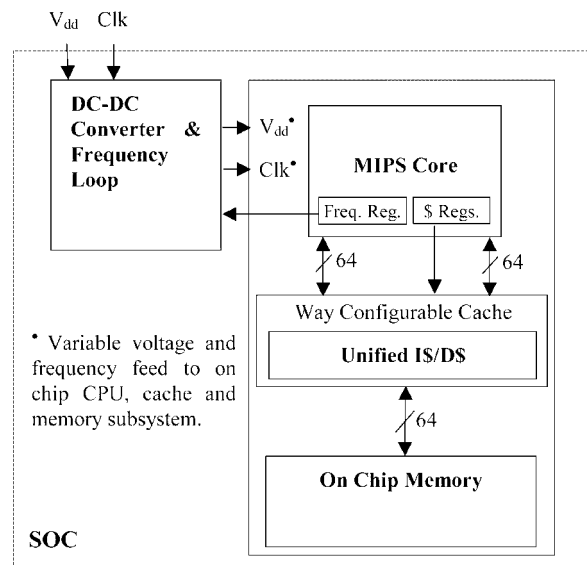 Vdd Clk
DC-DC
Converter &
Frequency
Loop
Vdd•
Clk•
MIPS Core
Freq. Reg.
$ Regs.
64
64
Way Configurable Cache
Unified I$/D$
• Variable voltage and
frequency feed to on
chip CPU, cache and
memory subsystem.
64
On Chip Memory
SOC